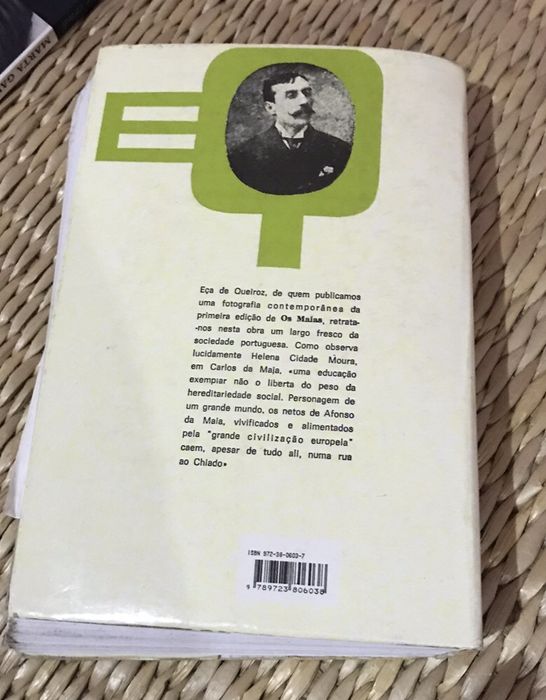 MARTA GAU
EQ
Eça de Queiroz, de quem publicamos
uma fotografia contemporânea da
primeira edição de Os Maias, retrata-
-nos nesta obra um largo fresco da
sociedade portuguesa. Como observa
lucidamente Helena Cidade Moura,
em Carlos da Maia, «uma educação
exemplar não o liberta do peso da
hereditariedade social. Personagem de
um grande mundo, os netos de Afonso
da Maia, vivificados e alimentados
pela "grande civilização europeia"
caem, apesar de tudo ali, numa rua
ao Chiado»
ISBN 972-38-0603-7
9 789723 806038